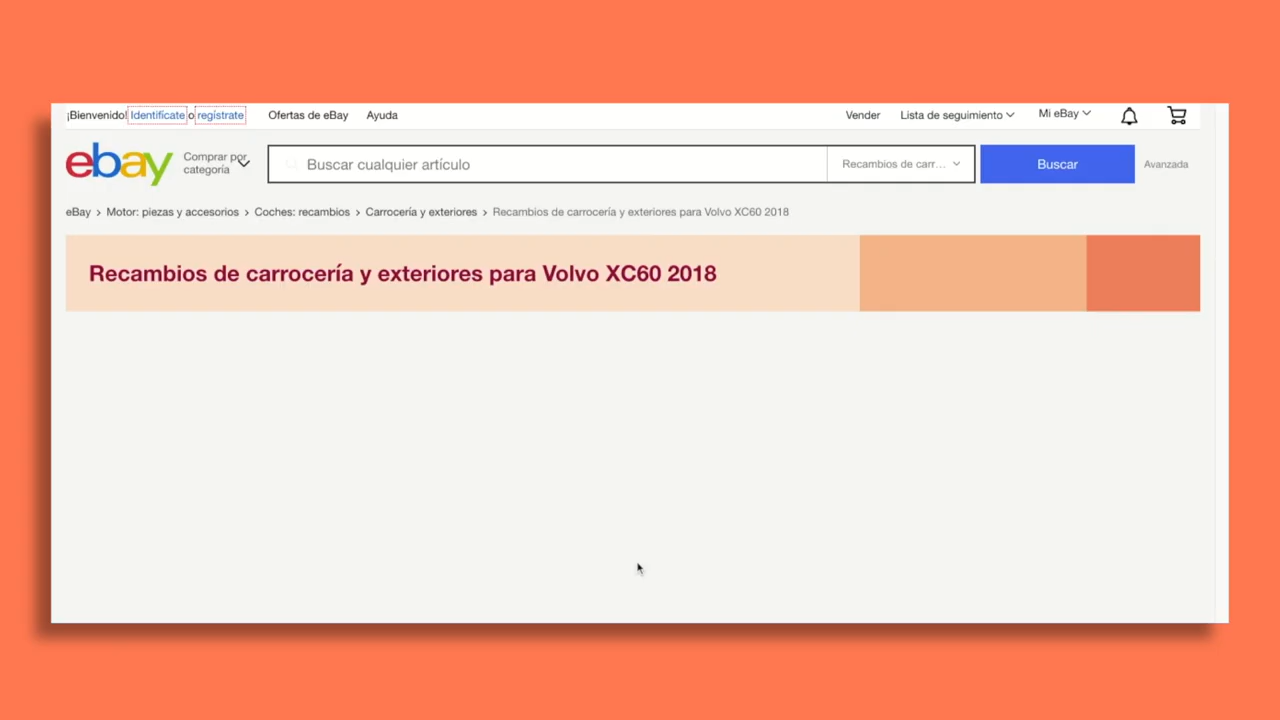 ¡Bienvenido! Identifícate o regístrate Ofertas de eBay Ayuda Vender Lista de seguimiento Mi eBay
ebay
Comprar por
categoría
Buscar cualquier artículo
Recambios de carr...
Buscar
Avanzada
eBay > Motor: piezas y accesorios > Coches: recambios > Carrocería y exteriores > Recambios de carrocería y exteriores para Volvo XC60 2018
Recambios de carrocería y exteriores para Volvo XC60 2018